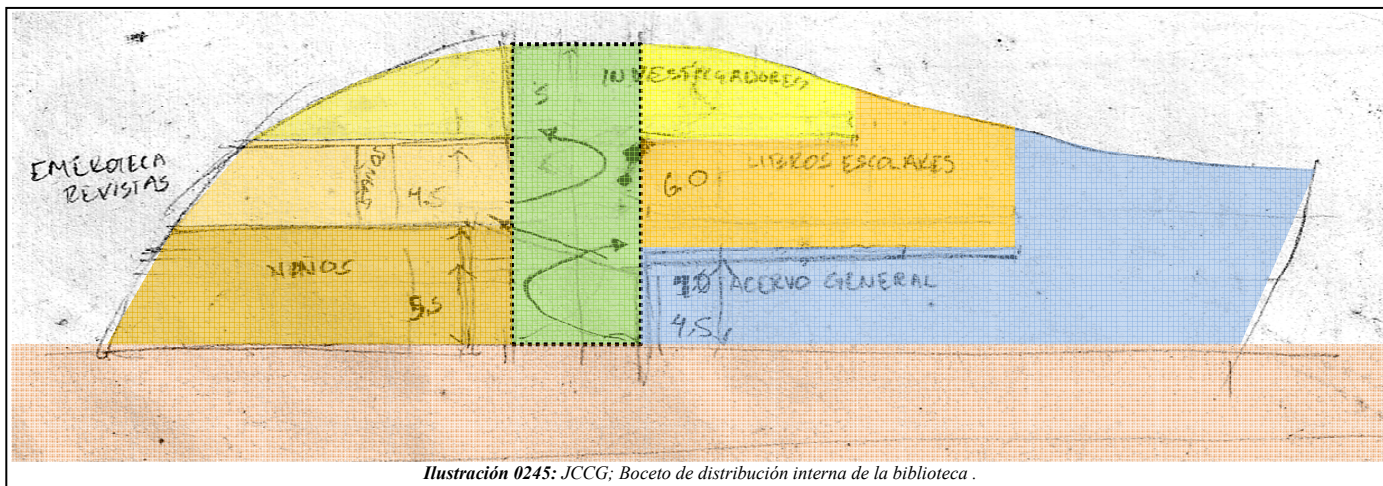 INVESTIGADORES
EMEROTECA
REVISTAS
4.5
LIBROS ESCOLARES
6.0
NIÑOS
5.5
ACERVO GENERAL
4.5
Ilustración 0245: JCCG; Boceto de distribución interna de la biblioteca .